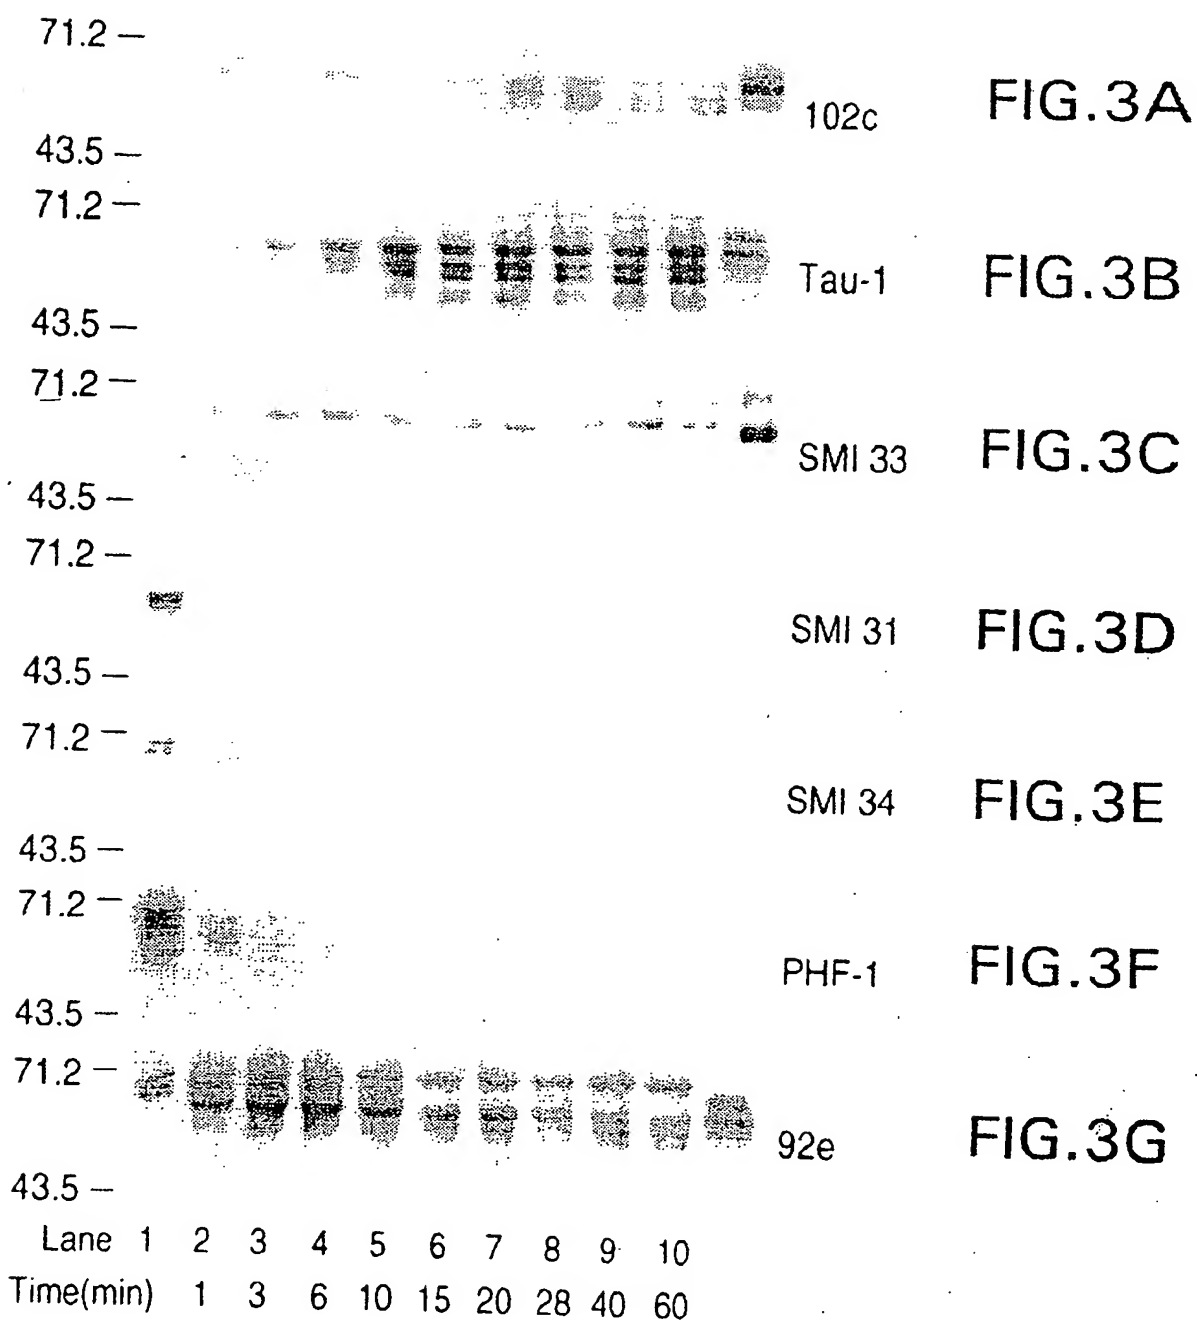 71.2 –
102c FIG.3A
43.5 –
71.2 –
Tau-1 FIG.3B
43.5 –
71.2 –
SMI 33 FIG.3C
43.5 –
71.2 –
SMI 31 FIG.3D
43.5 –
71.2 –
SMI 34 FIG.3E
43.5 –
71.2 –
PHF-1 FIG.3F
43.5 –
71.2 –
92e FIG.3G
43.5 –
Lane 1 2 3 4 5 6 7 8 9 10
Time(min) 1 3 6 10 15 20 28 40 60